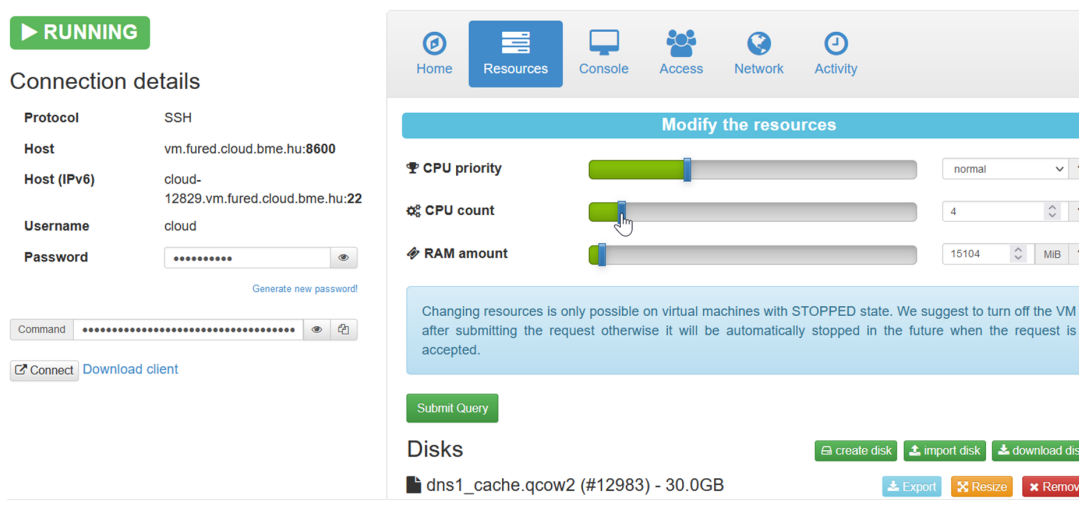 RUNNING
Home
Resources
Console
Access
Network
Activity
Connection details
Protocol SSH
Host vm.fured.cloud.bme.hu:8600
Host (IPv6) cloud-
12829.vm.fured.cloud.bme.hu:22
Username cloud
Password ••••••••••
Generate new password!
Command ••••••••••••••••••••••••••••••••••••
Connect Download client
Modify the resources
CPU priority normal
CPU count 4
RAM amount 15104 MiB
Changing resources is only possible on virtual machines with STOPPED state. We suggest to turn off the VM
after submitting the request otherwise it will be automatically stopped in the future when the request is
accepted.
Submit Query
Disks create disk import disk download dis
dns1_cache.qcow2 (#12983) - 30.0GB Export Resize Remov